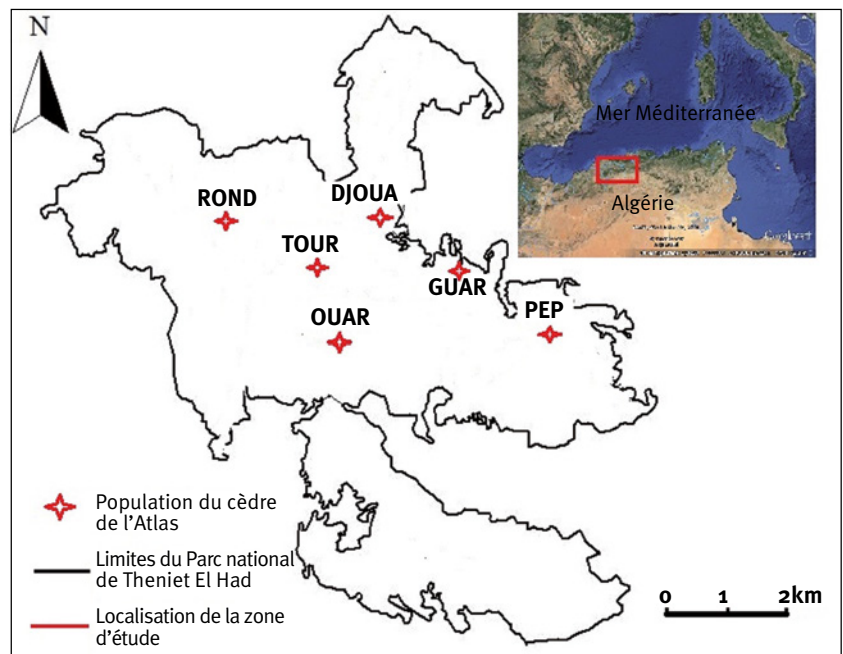 N
Mer Méditerranée
Algérie
ROND
DJOUA
TOUR
GUAR
OUAR
PEP
Population du cèdre
de l'Atlas
Limites du Parc national
de Theniet El Had
Localisation de la zone
d'étude
0 1 2km